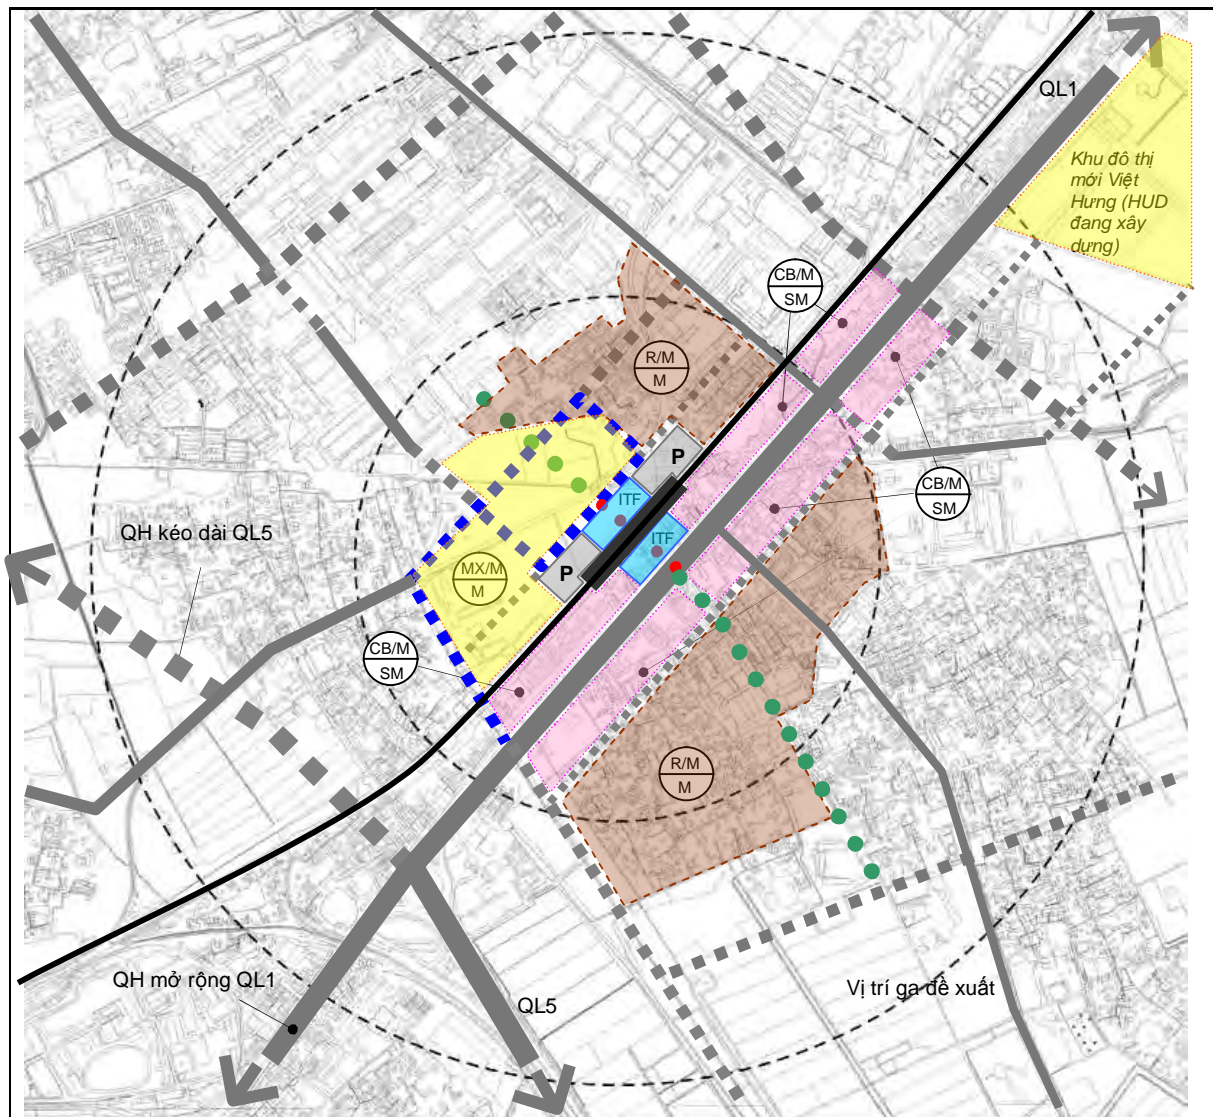 QL1
Khu đô thị
mới Việt
Hưng (HUD
đang xây
dưng)
CB/M
SM
R/M
M
P
ITF
CB/M
SM
QH kéo dài QL5
ITF
P
MX/M
M
CB/M
SM
R/M
M
QH mở rộng QL1
QL5
Vị trí ga đề xuất